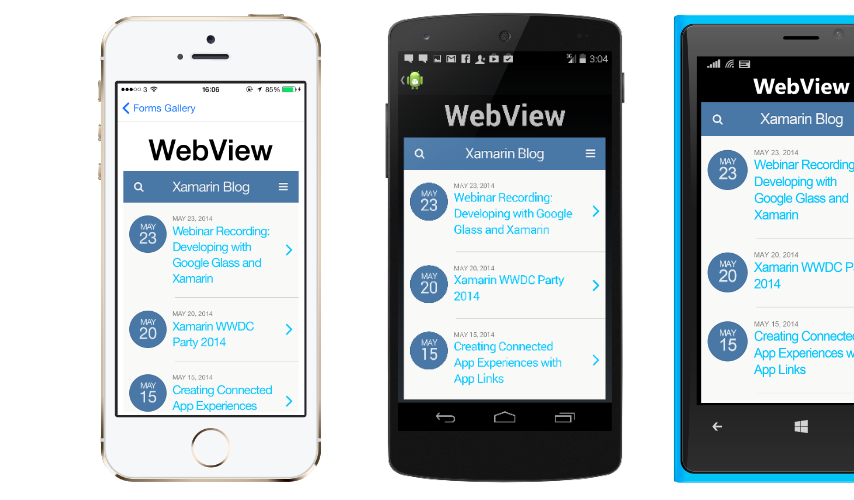 3 16:06 85%
Forms Gallery
WebView
Xamarin Blog
MAY 23
MAY 23, 2014
Webinar Recording:
Developing with
Google Glass and
Xamarin
MAY 20
MAY 20, 2014
Xamarin WWDC
Party 2014
MAY 15
MAY 15, 2014
Creating Connected
App Experiences
3:04
WebView
Xamarin Blog
MAY 23
MAY 23, 2014
Webinar Recording:
Developing with Google
Glass and Xamarin
MAY 20
MAY 20, 2014
Xamarin WWDC Party
2014
MAY 15
MAY 15, 2014
Creating Connected
App Experiences with
App Links
WebView
Xamarin Blog
MAY 23
MAY 23, 2014
Webinar Recording
Developing with
Google Glass and
Xamarin
MAY 20
MAY 20, 2014
Xamarin WWDC P
2014
MAY 15
MAY 15, 2014
Creating Connecte
App Experiences w
App Links